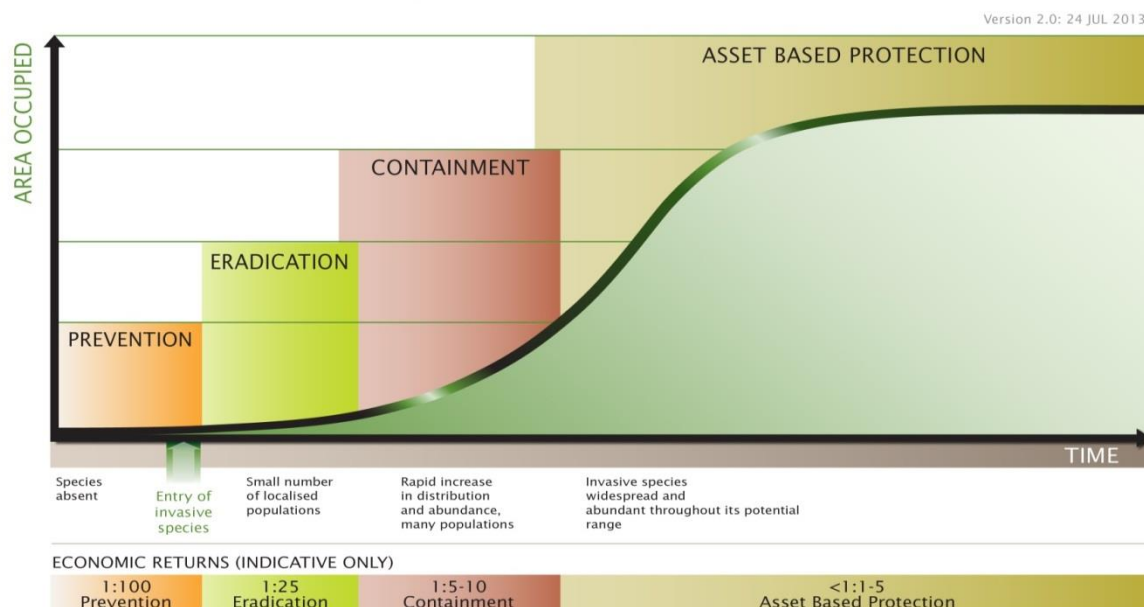 Version 2.0: 24 JUL 2013
AREA OCCUPIED
ASSET BASED PROTECTION
CONTAINMENT
ERADICATION
PREVENTION
TIME
Species
absent
Entry of
invasive
species
Small number
of localised
populations
Rapid increase
in distribution
and abundance,
many populations
Invasive species
widespread and
abundant throughout its potential
range
ECONOMIC RETURNS (INDICATIVE ONLY)
1:100
Prevention
1:25
Eradication
1:5-10
Containment
<1:1-5
Asset Based Protection